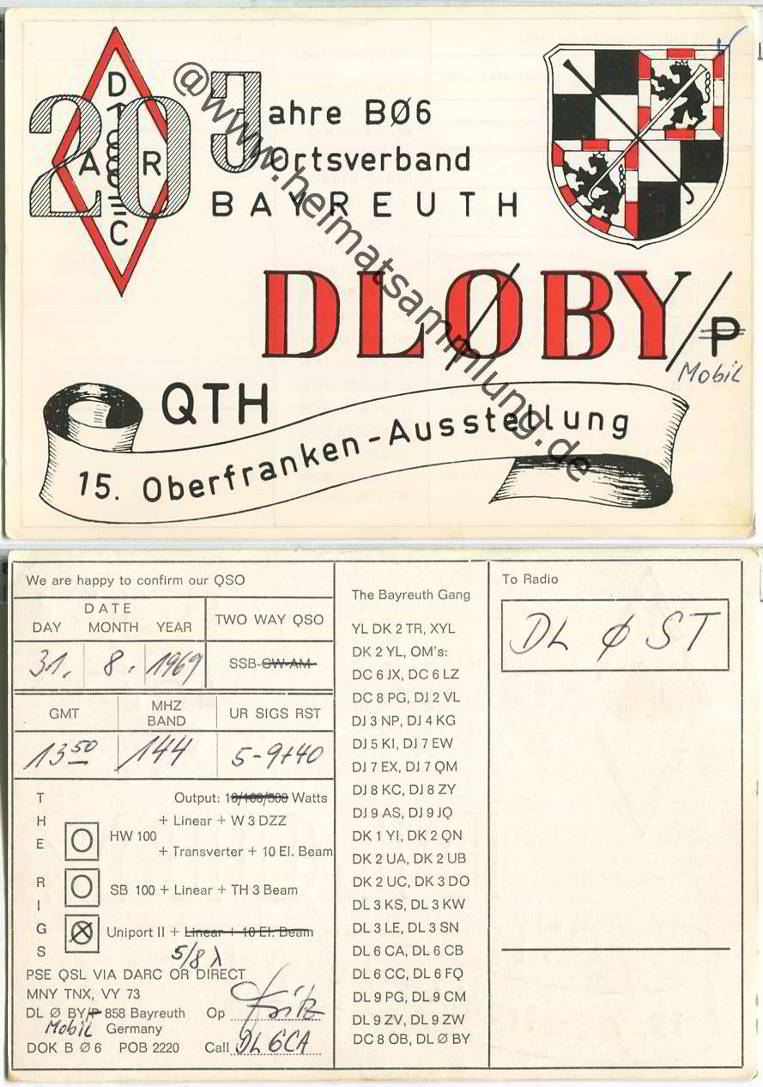 20 Jahre BØ6
DARC
Ortsverband
BAYREUTH
@www.heimatsammlung.de
DLØBY/P
Mobil
QTH
15. Oberfranken-Ausstellung
We are happy to confirm our QSO
DATE
DAY MONTH YEAR
TWO WAY QSO
31. 8. 1969
SSB-CW-AM
GMT
MHZ BAND
UR SIGS RST
13 50
144
5-9+40
THE RIGS
Output: 10/100/500 Watts
HW 100
+ Linear + W 3 DZZ
+ Transverter + 10 El. Beam
SB 100 + Linear + TH 3 Beam
Uniport II + Linear + 10 El. Beam
5/8 λ
PSE QSL VIA DARC OR DIRECT
MNY TNX, VY 73
DL Ø BY/P 858 Bayreuth Op Fritz
Mobil Germany
DOK B Ø 6 POB 2220 Call DL6CA
The Bayreuth Gang
YL DK 2 TR, XYL
DK 2 YL, OM's:
DC 6 JX, DC 6 LZ
DC 8 PG, DJ 2 VL
DJ 3 NP, DJ 4 KG
DJ 5 KI, DJ 7 EW
DJ 7 EX, DJ 7 QM
DJ 8 KC, DJ 8 ZY
DJ 9 AS, DJ 9 JQ
DK 1 YI, DK 2 QN
DK 2 UA, DK 2 UB
DK 2 UC, DK 3 DO
DL 3 KS, DL 3 KW
DL 3 LE, DL 3 SN
DL 6 CA, DL 6 CB
DL 6 CC, DL 6 FQ
DL 9 PG, DL 9 CM
DL 9 ZV, DL 9 ZW
DC 8 OB, DL Ø BY
To Radio
DL Ø ST